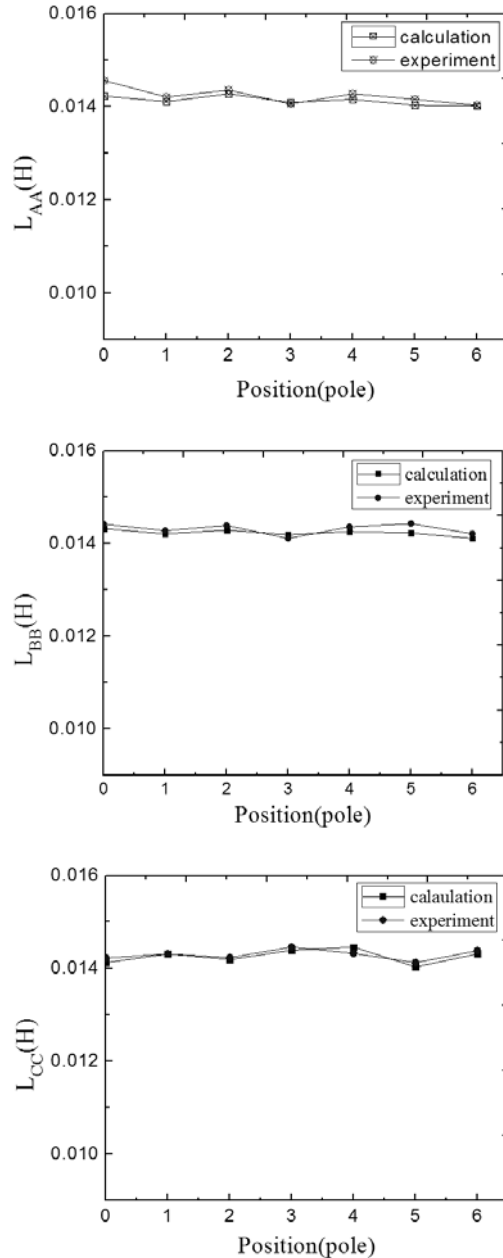 0.016
calculation
experiment
0.014
L_AA(H)
0.012
0.010
0 1 2 3 4 5 6
Position(pole)
0.016
calculation
experiment
0.014
L_BB(H)
0.012
0.010
0 1 2 3 4 5 6
Position(pole)
0.016
calaulation
experiment
0.014
L_CC(H)
0.012
0.010
0 1 2 3 4 5 6
Position(pole)